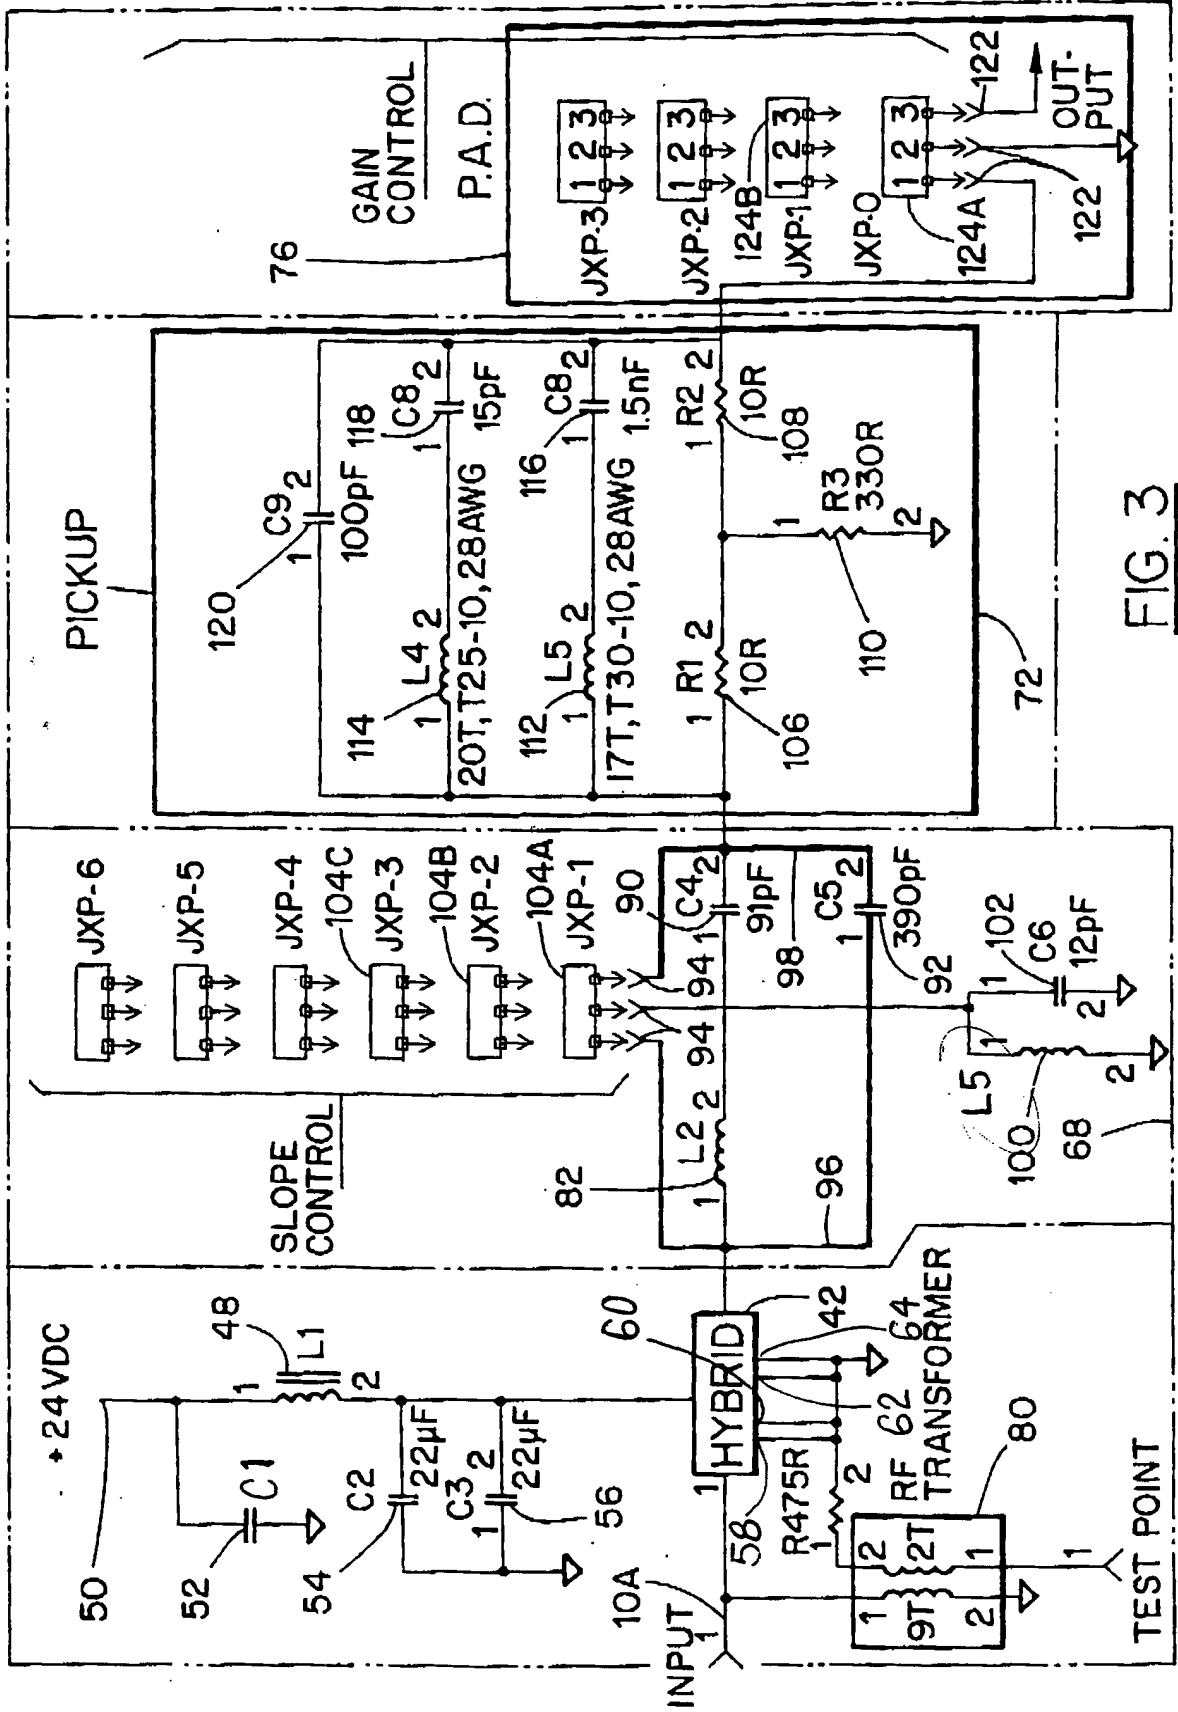 +24VDC
50
48
1
L1
2
52
C1
54
C2
22µF
C3
2
1
22µF
56
INPUT
1
10A
1
HYBRID
60
42
58
62
64
R475R
1
2
RF
TRANSFORMER
80
1
9T
2
2
2T
1
1
TEST POINT
SLOPE
CONTROL
JXP-6
JXP-5
JXP-4
104C
JXP-3
104B
JXP-2
104A
JXP-1
82
1
L2
2
94
94
90
1
C4
2
91pF
96
98
1
C5
2
390pF
92
L5
1
100
2
1
102
C6
12pF
2
68
PICKUP
120
1
C9
2
100pF
114
1
L4
2
20T,T25-10,28AWG
118
1
C8
2
15pF
112
1
L5
2
17T,T30-10,28AWG
116
1
C8
2
1.5nF
1
R1
2
10R
106
1
R2
2
10R
108
1
R3
330R
2
110
72
GAIN
CONTROL
P.A.D.
76
JXP-3
1 2 3
JXP-2
1 2 3
124B
JXP-1
1 2 3
JXP-0
1 2 3
124A
122
122
OUT-
PUT
FIG. 3